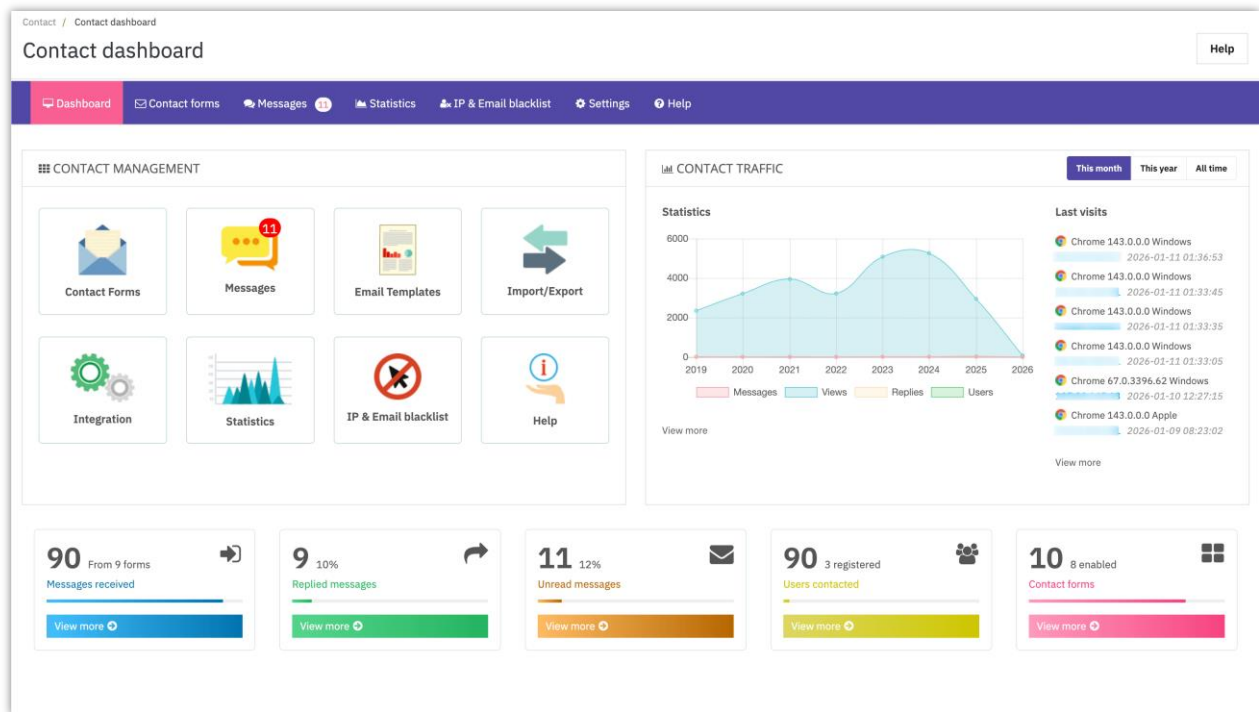 Contact / Contact dashboard
Contact dashboard
Help
Dashboard
Contact forms
Messages 11
Statistics
IP & Email blacklist
Settings
Help
CONTACT MANAGEMENT
Contact Forms
11
Messages
Email Templates
Import/Export
Integration
Statistics
IP & Email blacklist
Help
CONTACT TRAFFIC
This month
This year
All time
Statistics
6000
4000
2000
0
2019 2020 2021 2022 2023 2024 2025 2026
Messages Views Replies Users
View more
Last visits
Chrome 143.0.0.0 Windows
2026-01-11 01:36:53
Chrome 143.0.0.0 Windows
2026-01-11 01:33:45
Chrome 143.0.0.0 Windows
2026-01-11 01:33:35
Chrome 143.0.0.0 Windows
2026-01-11 01:33:05
Chrome 67.0.3396.62 Windows
2026-01-10 12:27:15
Chrome 143.0.0.0 Apple
2026-01-09 08:23:02
View more
90 From 9 forms
Messages received
View more
9 10%
Replied messages
View more
11 12%
Unread messages
View more
90 3 registered
Users contacted
View more
10 8 enabled
Contact forms
View more